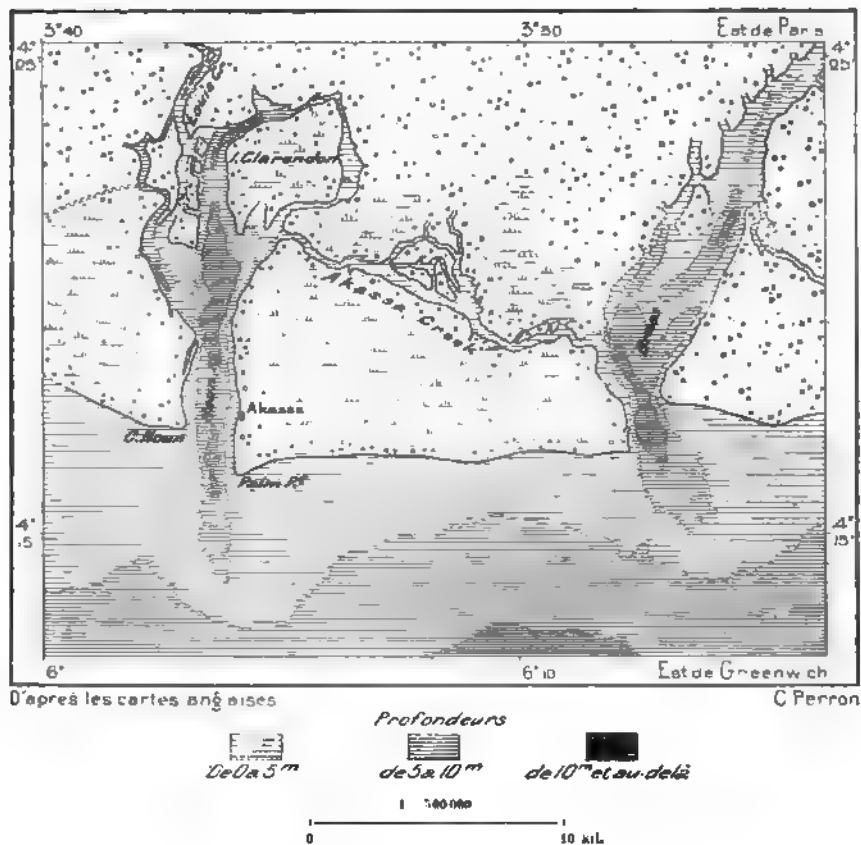 3°40
3°50
Est de Paris
4°
25'
4°
25'
I. Clarendon
Akassa Creek
Akassa
C. Noun
Palm Pt
4°
15'
4°
15'
6°
6°10
Est de Greenwich
D'après les cartes anglaises
C Perron
Profondeurs
De 0 à 5m
de 5 à 10m
de 10m et au-delà
0
10 kil.